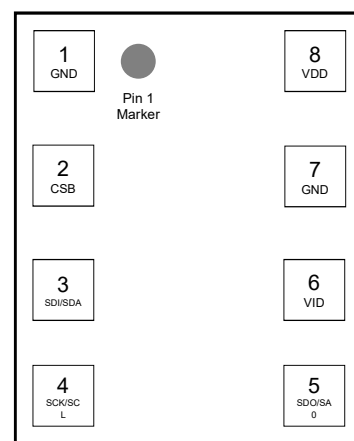 1
GND
8
VDD
Pin 1
Marker
2
CSB
7
GND
3
SDI/SDA
6
VID
4
SCK/SC
L
5
SDO/SA
0